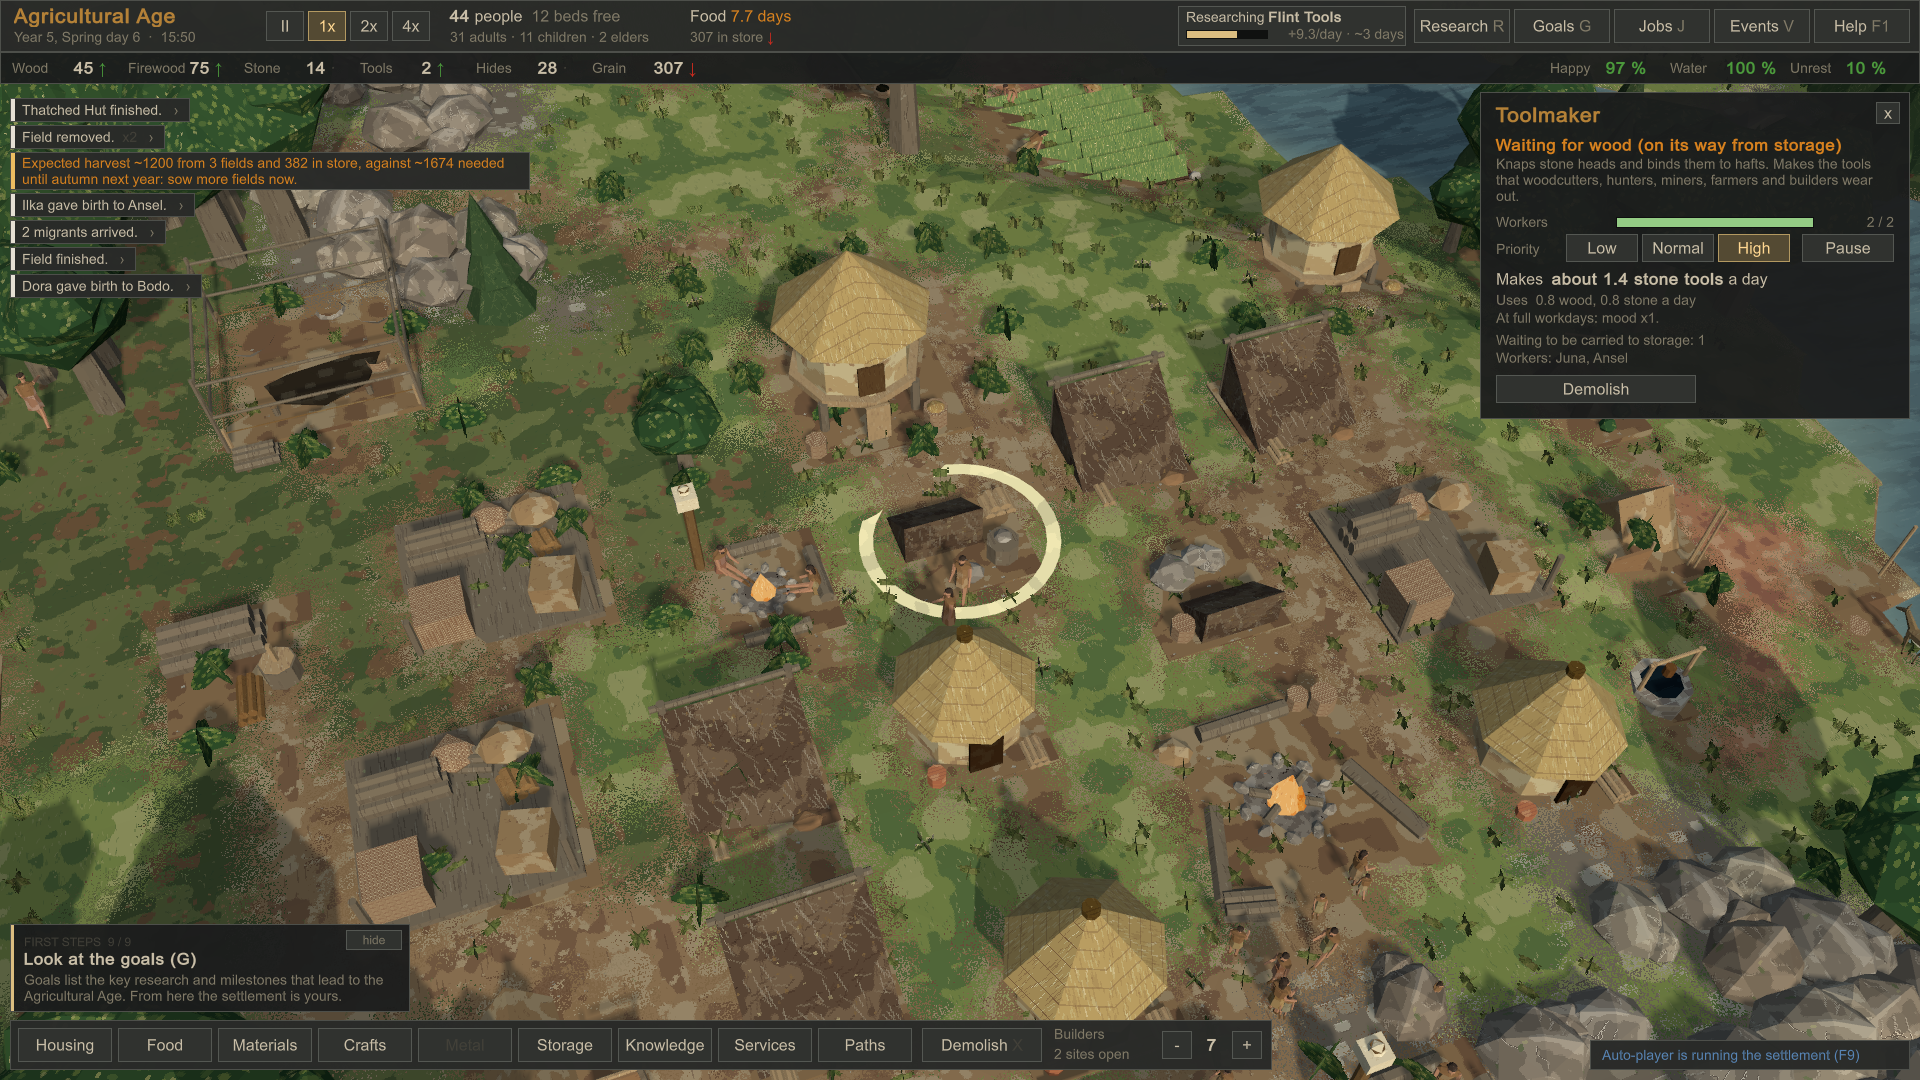 Agricultural Age
Year 5, Spring day 6 · 15:50
II 1x 2x 4x
44 people 12 beds free
31 adults · 11 children · 2 elders
Food 7.7 days
307 in store ↓
Researching Flint Tools
+9.3/day · ~3 days
Research R
Goals G
Jobs J
Events V
Help F1
Wood 45 ↑ Firewood 75 ↑ Stone 14 Tools 2 ↑ Hides 28 Grain 307 ↓
Happy 97 % Water 100 % Unrest 10 %
Thatched Hut finished. ›
Field removed. x2 ›
Expected harvest ~1200 from 3 fields and 382 in store, against ~1674 needed
until autumn next year: sow more fields now.
Ilka gave birth to Ansel. ›
2 migrants arrived. ›
Field finished. ›
Dora gave birth to Bodo. ›
Toolmaker
x
Waiting for wood (on its way from storage)
Knaps stone heads and binds them to hafts. Makes the tools
that woodcutters, hunters, miners, farmers and builders wear
out.
Workers 2 / 2
Priority Low Normal High Pause
Makes about 1.4 stone tools a day
Uses 0.8 wood, 0.8 stone a day
At full workdays: mood x1.
Waiting to be carried to storage: 1
Workers: Juna, Ansel
Demolish
FIRST STEPS 9 / 9
hide
Look at the goals (G)
Goals list the key research and milestones that lead to the
Agricultural Age. From here the settlement is yours.
Housing
Food
Materials
Crafts
Metal
Storage
Knowledge
Services
Paths
Demolish X
Builders
2 sites open
- 7 +
Auto-player is running the settlement (F9)